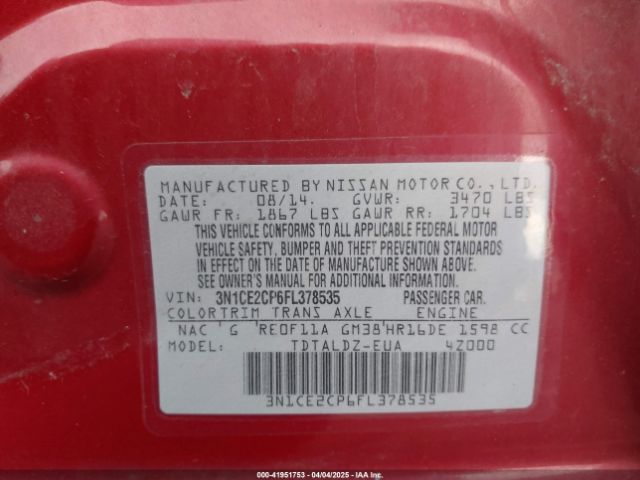 MANUFACTURED BY NISSAN MOTOR CO., LTD.
DATE: 08/14. GVWR: 3470 LBS
GAWR FR: 1867 LBS GAWR RR: 1704 LBS
THIS VEHICLE CONFORMS TO ALL APPLICABLE FEDERAL MOTOR
VEHICLE SAFETY, BUMPER AND THEFT PREVENTION STANDARDS
IN EFFECT ON THE DATE OF MANUFACTURE SHOWN ABOVE.
SEE OWNER'S MANUAL FOR ADDITIONAL INFORMATION.
VIN: 3N1CE2CP6FL378535 PASSENGER CAR.
COLOR TRIM TRANS AXLE ENGINE
NAC G RE0F11A GM38 HR16DE 1598 CC
MODEL: TDTALDZ-EUA 4Z000
3N1CE2CP6FL378535
000-41951753 - 04/04/2025 - IAAI.COM